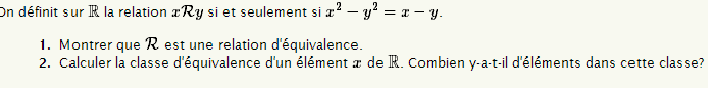 On définit sur ℝ la relation xℛy si et seulement si x² − y² = x − y.
1. Montrer que ℛ est une relation d'équivalence.
2. Calculer la classe d'équivalence d'un élément x de ℝ. Combien y-a-t-il d'éléments dans cette classe?